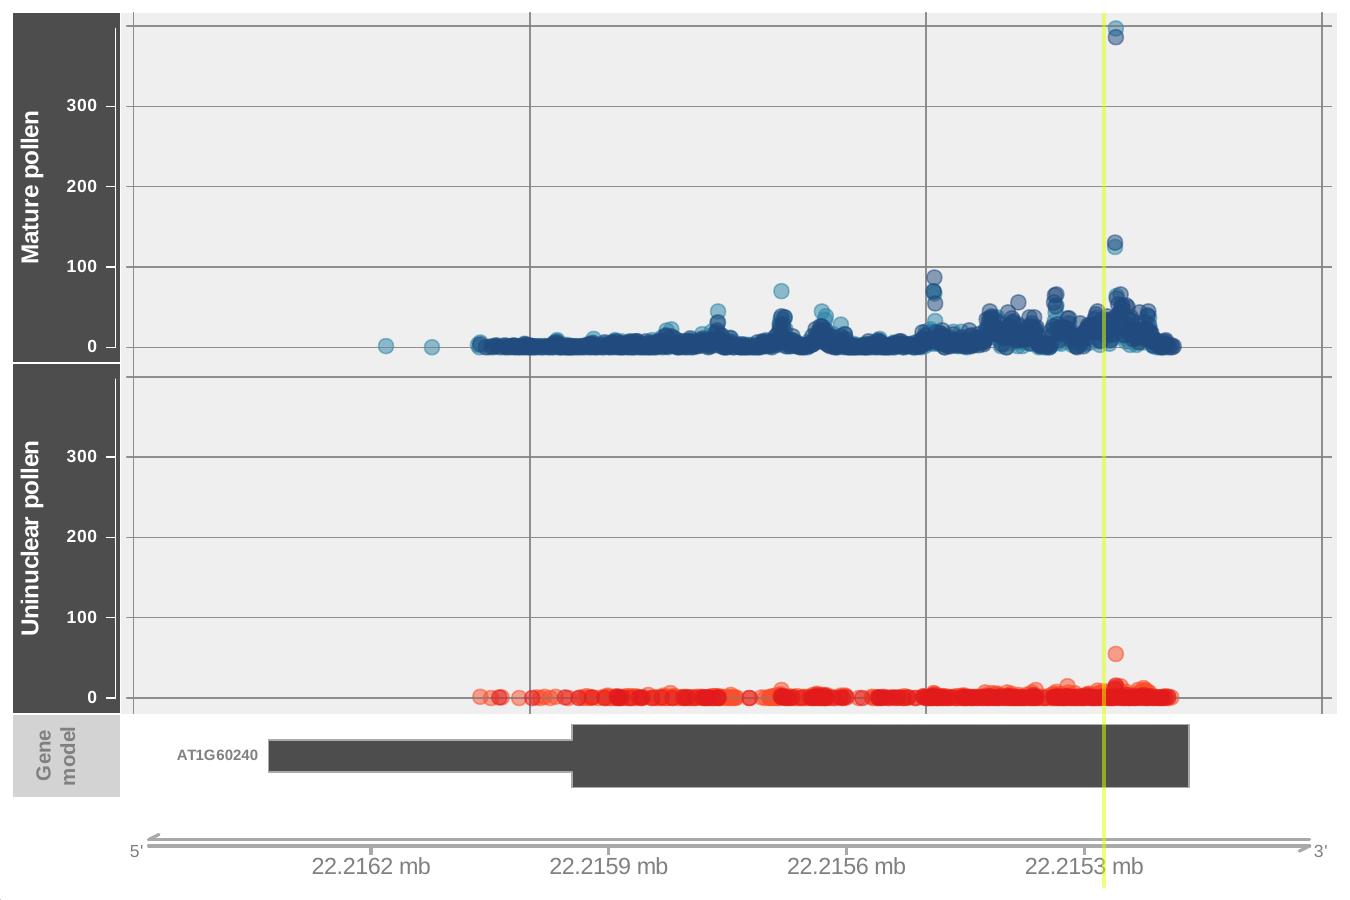 Mature pollen
300
200
100
0
Uninuclear pollen
300
200
100
0
Gene
model
AT1G60240
5'
3'
22.2162 mb
22.2159 mb
22.2156 mb
22.2153 mb